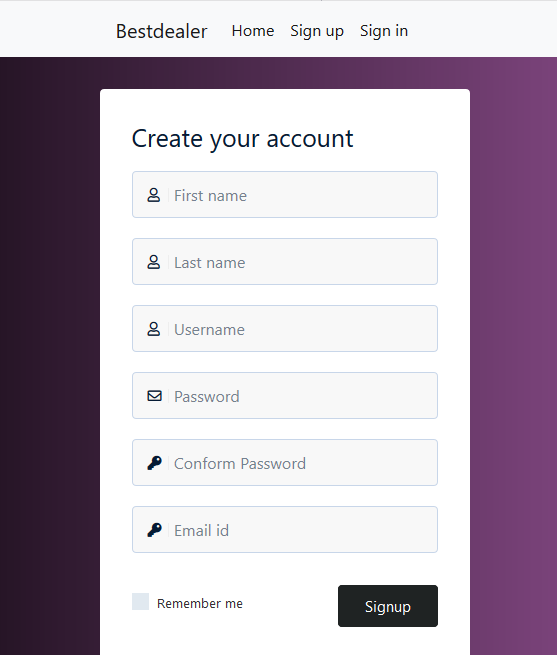 Bestdealer Home Sign up Sign in
Create your account
First name
Last name
Username
Password
Conform Password
Email id
Remember me Signup